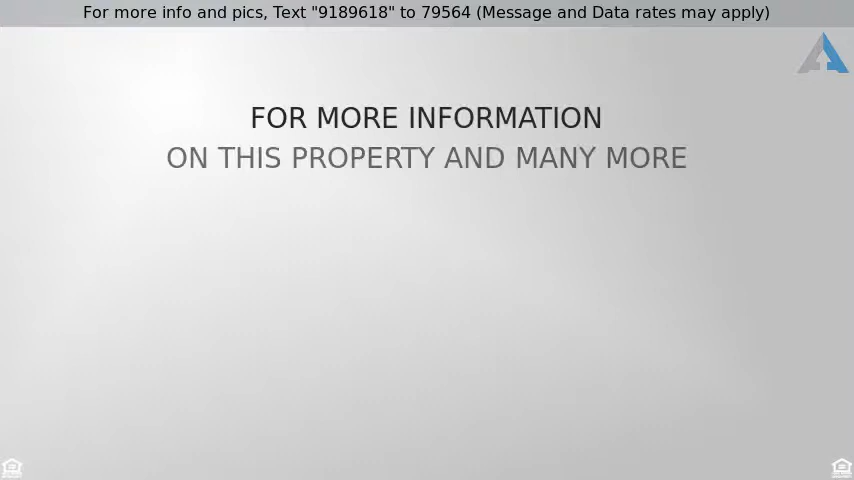 For more info and pics, Text "9189618" to 79564 (Message and Data rates may apply)
FOR MORE INFORMATION
ON THIS PROPERTY AND MANY MORE